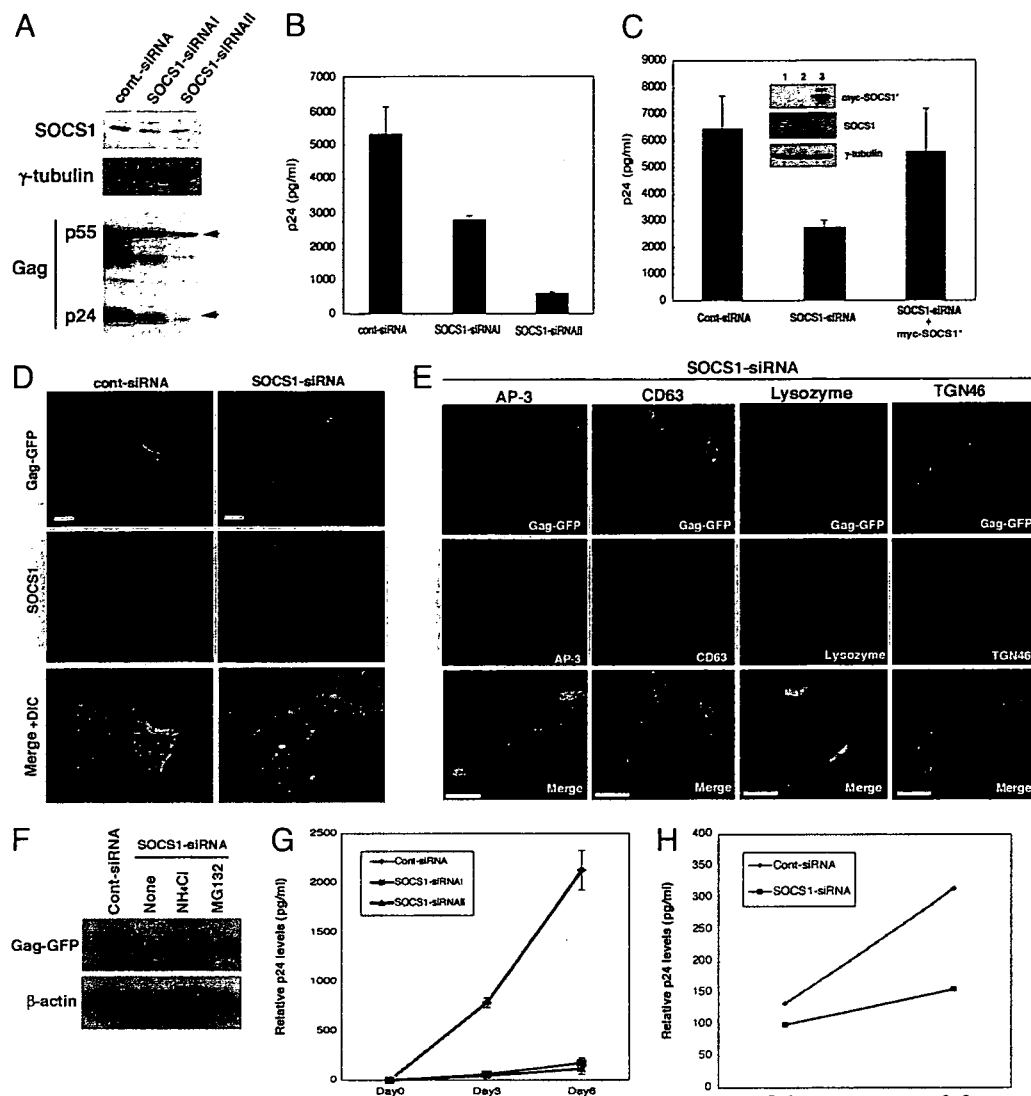 A
cont.-siRNA
SOCS1-siRNAI
SOCS1-siRNAII
SOCS1
γ-tubulin
Gag
p55
p24
B
p24 (pg/ml)
7000
6000
5000
4000
3000
2000
1000
0
cont-siRNA
SOCS1-siRNAI
SOCS1-siRNAII
C
p24 (pg/ml)
9000
8000
7000
6000
5000
4000
3000
2000
1000
0
1 2 3
myc-SOCS1*
SOCS1
γ-tubulin
Cont-siRNA
SOCS1-siRNA
SOCS1-siRNA
+
myc-SOCS1*
D
cont-siRNA
SOCS1-siRNA
Gag-GFP
SOCS1
Merge +DIC
E
SOCS1-siRNA
AP-3
CD63
Lysozyme
TGN46
Gag-GFP
Gag-GFP
Gag-GFP
Gag-GFP
AP-3
CD63
Lysozyme
TGN46
Merge
Merge
Merge
Merge
F
Cont-siRNA
SOCS1-siRNA
None
NH4Cl
MG132
Gag-GFP
β-actin
G
Relative p24 levels (pg/ml)
2500
2000
1500
1000
500
0
Cont-siRNA
SOCS1-siRNAI
SOCS1-siRNAII
Day0
Day3
Day6
H
Relative p24 levels (pg/ml)
400
350
300
250
200
150
100
50
0
Cont-siRNA
SOCS1-siRNA